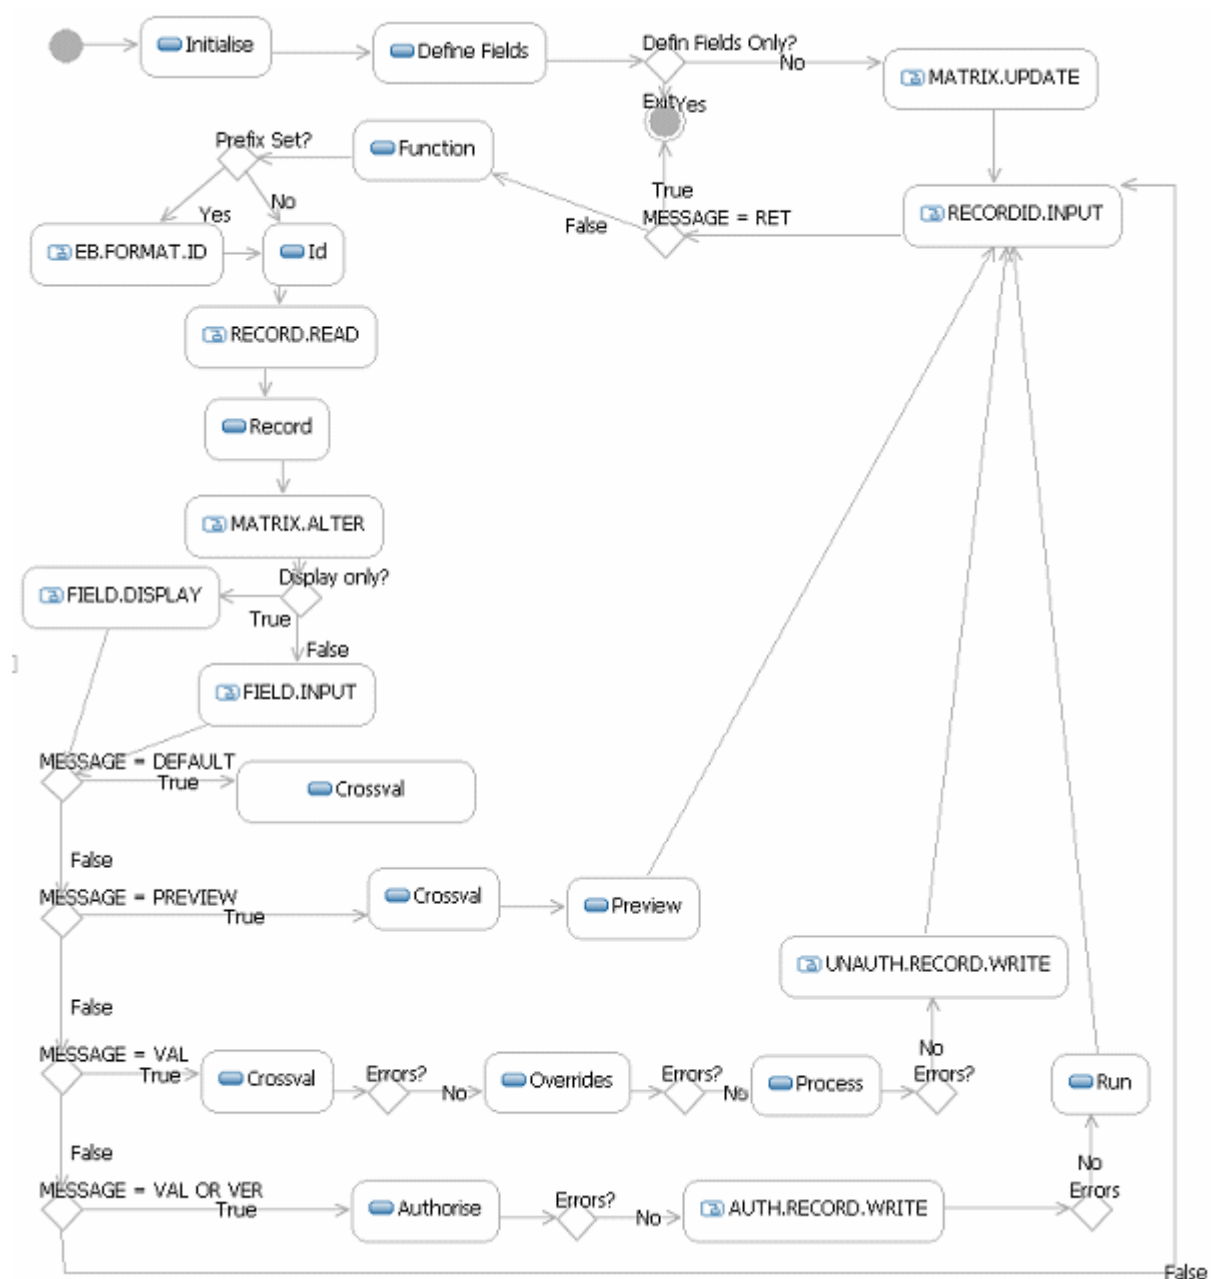 Initialise
Define Fields
Defin Fields Only?
No
MATRIX.UPDATE
Exit
Yes
Prefix Set?
Function
True
MESSAGE = RET
False
RECORDID.INPUT
Yes
No
EB.FORMAT.ID
Id
RECORD.READ
Record
MATRIX.ALTER
Display only?
FIELD.DISPLAY
True
False
FIELD.INPUT
MESSAGE = DEFAULT
True
Crossval
False
MESSAGE = PREVIEW
True
Crossval
Preview
UNAUTH.RECORD.WRITE
False
MESSAGE = VAL
True
Crossval
Errors?
No
Overrides
Errors?
No
Process
No
Errors?
Run
False
MESSAGE = VAL OR VER
True
Authorise
Errors?
No
AUTH.RECORD.WRITE
No
Errors
False